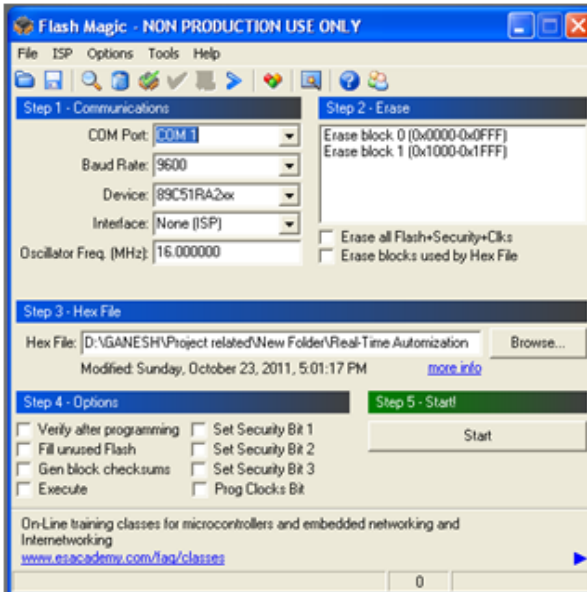 Flash Magic - NON PRODUCTION USE ONLY
File ISP Options Tools Help
Step 1 - Communications
COM Port: COM 1
Baud Rate: 9600
Device: 89C51RA2xx
Interface: None (ISP)
Oscillator Freq. (MHz): 16.000000
Step 2 - Erase
Erase block 0 (0x0000-0x0FFF)
Erase block 1 (0x1000-0x1FFF)
Erase all Flash+Security+Clks
Erase blocks used by Hex File
Step 3 - Hex File
Hex File: D:\GANESH\Project related\New Folder\Real-Time Automization Browse...
Modified: Sunday, October 23, 2011, 5:01:17 PM more info
Step 4 - Options
Verify after programming Set Security Bit 1
Fill unused Flash Set Security Bit 2
Gen block checksums Set Security Bit 3
Execute Prog Clocks Bit
Step 5 - Start!
Start
On-Line training classes for microcontrollers and embedded networking and
Internetworking
www.esacademy.com/faq/classes
0